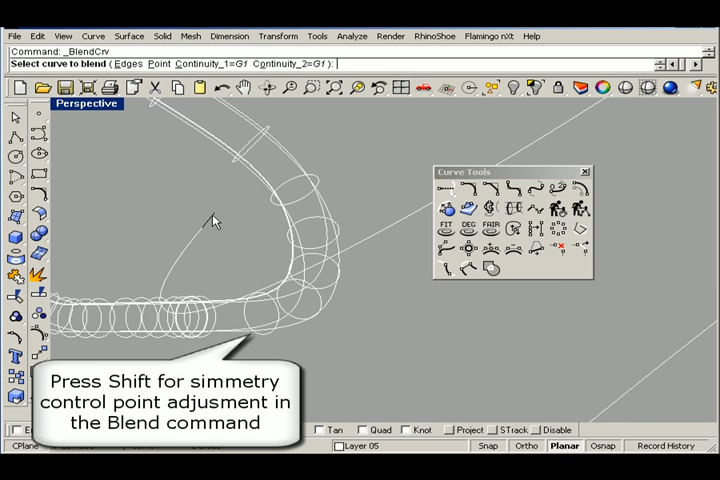 File Edit View Curve Surface Solid Mesh Dimension Transform Tools Analyze Render RhinoShoe Flamingo nXt Help
Command: _BlendCrv
Select curve to blend ( Edges Point Continuity_1=G1 Continuity_2=G1 ):
Perspective
Curve Tools
FIT DEG FAIR
Press Shift for simmetry
control point adjusment in
the Blend command
Tan Quad Knot Project STrack Disable
CPlane Layer 05 Snap Ortho Planar Osnap Record History